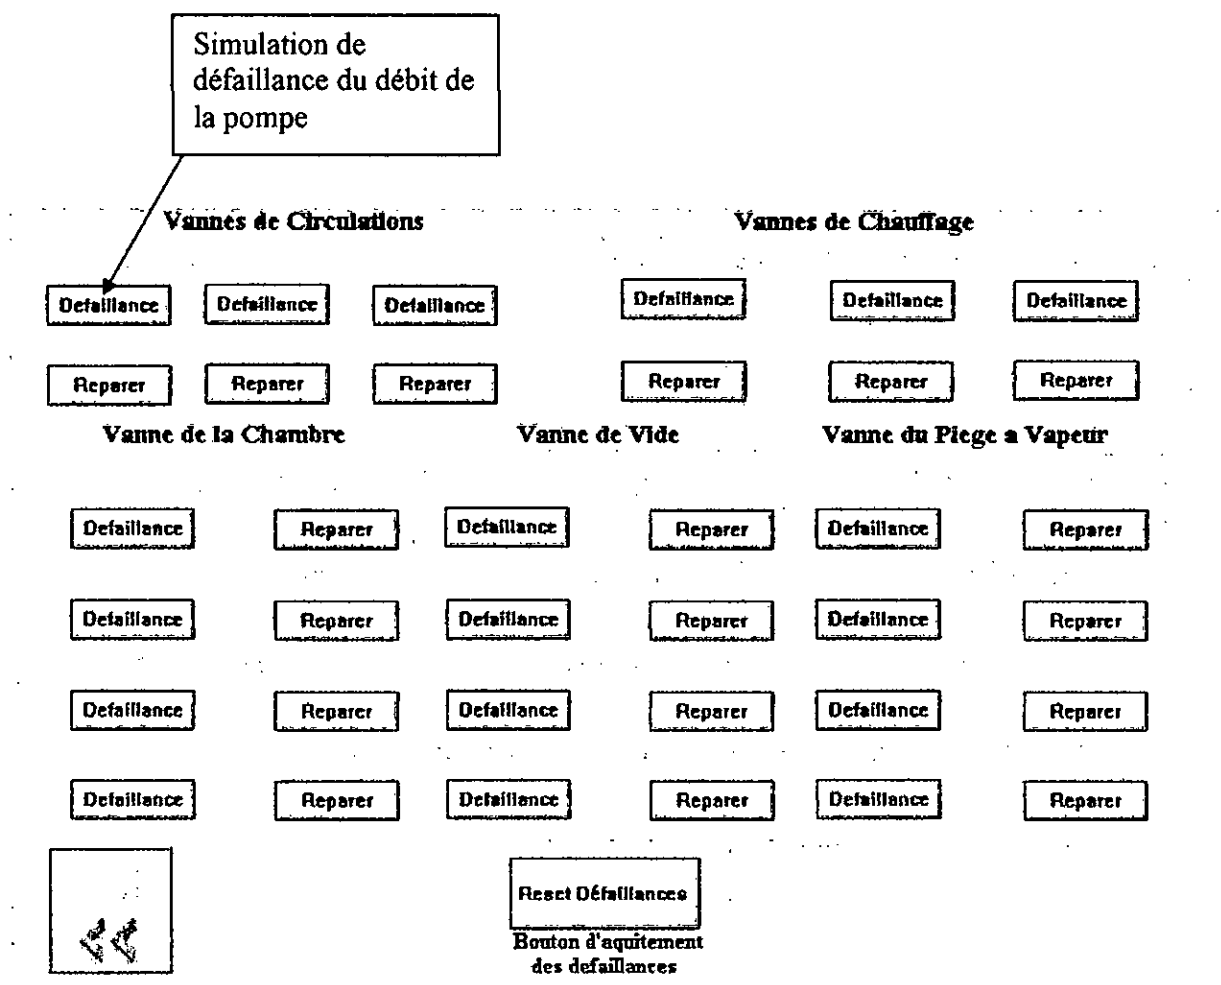 Simulation de
défaillance du débit de
la pompe
Vannes de Circulations
Vannes de Chauffage
Defaillance Defaillance Defaillance Defaillance Defaillance Defaillance
Reparer Reparer Reparer Reparer Reparer Reparer
Vanne de la Chambre
Vanne de Vide
Vanne du Piege a Vapeur
Defaillance Reparer Defaillance Reparer Defaillance Reparer
Defaillance Reparer Defaillance Reparer Defaillance Reparer
Defaillance Reparer Defaillance Reparer Defaillance Reparer
Defaillance Reparer Defaillance Reparer Defaillance Reparer
Reset Défaillances
Bouton d'aquitement
des defaillances